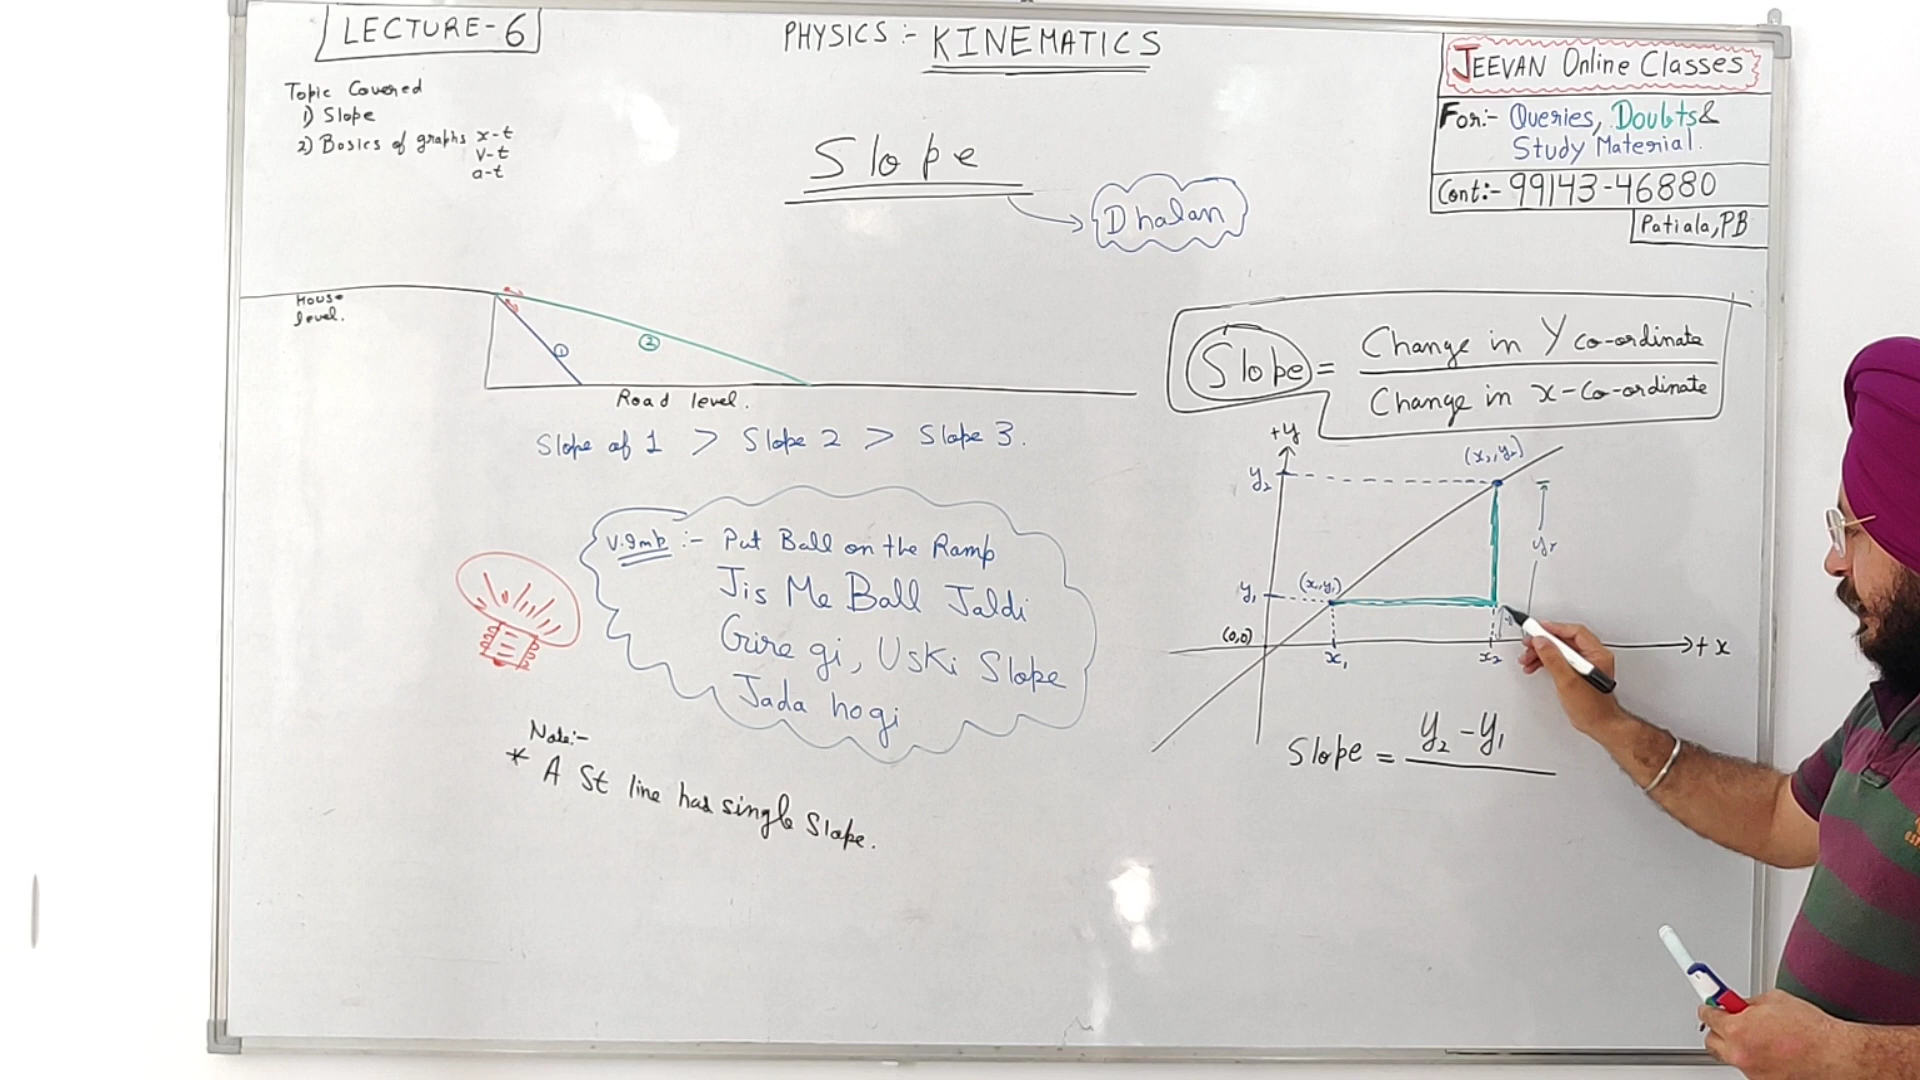 LECTURE-6
PHYSICS :- KINEMATICS
Topic Covered
1) Slope
2) Basics of graphs x-t
v-t
a-t
Slope
Dhalan
JEEVAN Online Classes
For:- Queries, Doubts &
Study Material.
Cont:- 99143-46880
Patiala, PB
House
level.
1
2
Road level.
Slope of 1 > Slope 2 > Slope 3.
V.Imp :- Put Ball on the Ramp
Jis Me Ball Jaldi
Gire gi, Uski Slope
Jada hogi
Note:-
* A St line has single Slope.
Slope = Change in Y co-ordinate
Change in x-Co-ordinate
+y
y₂
(x₂,y₂)
y₁
(x₁,y₁)
(0,0)
x₁
x₂
+x
Slope = y₂ - y₁